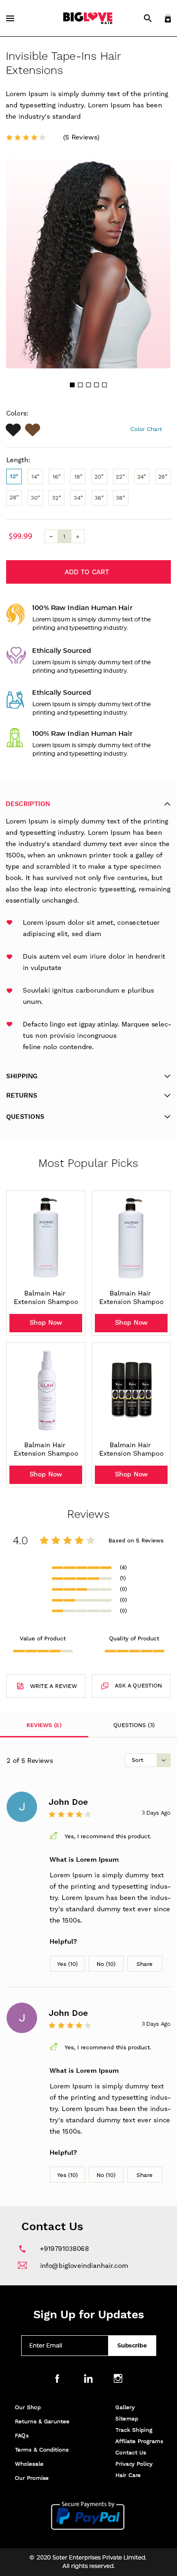 BIGLOVE
HAIR
Invisible Tape-Ins Hair
Extensions
Lorem Ipsum is simply dummy text of the printing
and typesetting industry. Lorem Ipsum has been
the industry's standard
(5 Reviews)
Colors:
Color Chart
Length:
12" 14" 16" 18" 20" 22" 24" 26"
28" 30" 32" 34" 36" 38"
$99.99 - 1 +
ADD TO CART
100% Raw Indian Human Hair
Lorem Ipsum is simply dummy text of the
printing and typesetting industry.
Ethically Sourced
Lorem Ipsum is simply dummy text of the
printing and typesetting industry.
Ethically Sourced
Lorem Ipsum is simply dummy text of the
printing and typesetting industry.
100% Raw Indian Human Hair
Lorem Ipsum is simply dummy text of the
printing and typesetting industry.
DESCRIPTION
Lorem Ipsum is simply dummy text of the printing
and typesetting industry. Lorem Ipsum has been
the industry's standard dummy text ever since the
1500s, when an unknown printer took a galley of
type and scrambled it to make a type specimen
book. It has survived not only five centuries, but
also the leap into electronic typesetting, remaining
essentially unchanged.
Lorem ipsum dolor sit amet, consectetuer
adipiscing elit, sed diam
Duis autem vel eum iriure dolor in hendrerit
in vulputate
Souvlaki ignitus carborundum e pluribus
unum.
Defacto lingo est igpay atinlay. Marquee selec-
tus non provisio incongruous
feline nolo contendre.
SHIPPING
RETURNS
QUESTIONS
Most Popular Picks
Balmain Hair
Extension Shampoo
Shop Now
Balmain Hair
Extension Shampoo
Shop Now
GLAM
Balmain Hair
Extension Shampoo
Shop Now
Balmain Hair
Extension Shampoo
Shop Now
Reviews
4.0
Based on 5 Reviews
(4)
(1)
(0)
(0)
(0)
Value of Product
Quality of Product
WRITE A REVIEW
ASK A QUESTION
REVIEWS (5)
QUESTIONS (3)
2 of 5 Reviews
Sort
J
John Dee
3 Days Ago
Yes, I recommend this product.
What is Lorem Ipsum
Lorem Ipsum is simply dummy text
of the printing and typesetting indus-
try. Lorem Ipsum has been the indus-
try's standard dummy text ever since
the 1500s.
Helpful?
Yes (10) No (10) Share
J
John Dee
3 Days Ago
Yes, I recommend this product.
What is Lorem Ipsum
Lorem Ipsum is simply dummy text
of the printing and typesetting indus-
try. Lorem Ipsum has been the indus-
try's standard dummy text ever since
the 1500s.
Helpful?
Yes (10) No (10) Share
Contact Us
+919791038068
info@bigloveindianhair.com
Sign Up for Updates
Enter Email
Subscribe
Our Shop
Returns & Garuntee
FAQs
Terms & Conditions
Wholesale
Our Promise
Gallery
Sitemap
Track Shiping
Affliate Programs
Contact Us
Privacy Policy
Hair Care
Secure Payments by
PayPal
© 2020 Soter Enterprises Private Limited.
All rights reserved.